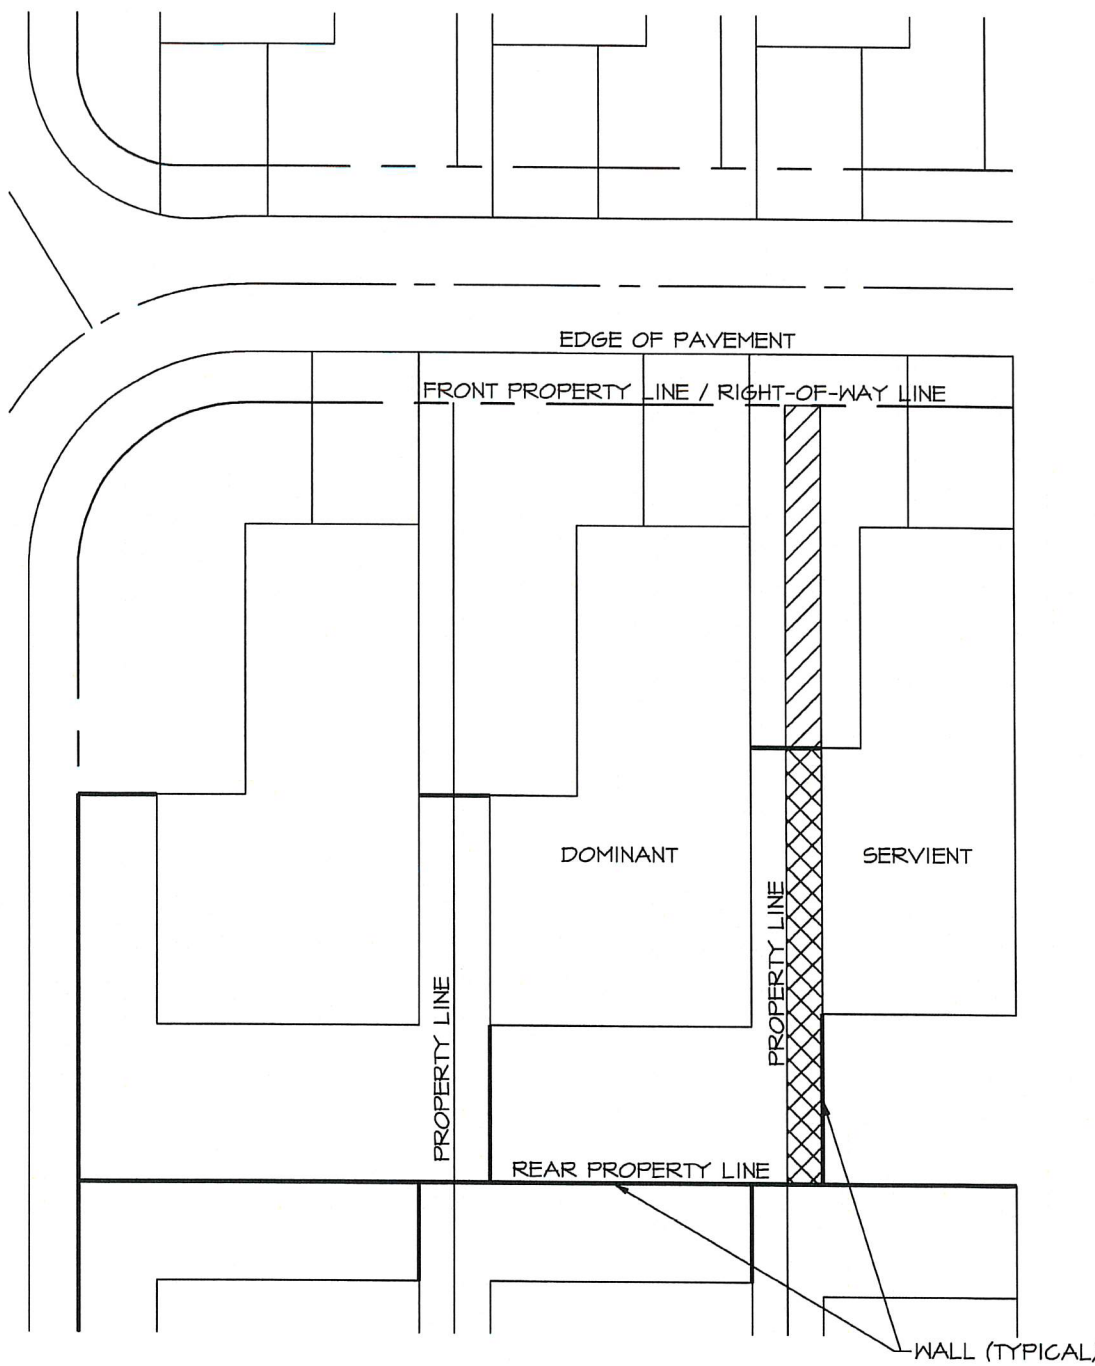 EDGE OF PAVEMENT
FRONT PROPERTY LINE / RIGHT-OF-WAY LINE
DOMINANT
SERVIENT
PROPERTY LINE
PROPERTY LINE
REAR PROPERTY LINE
WALL (TYPICAL)